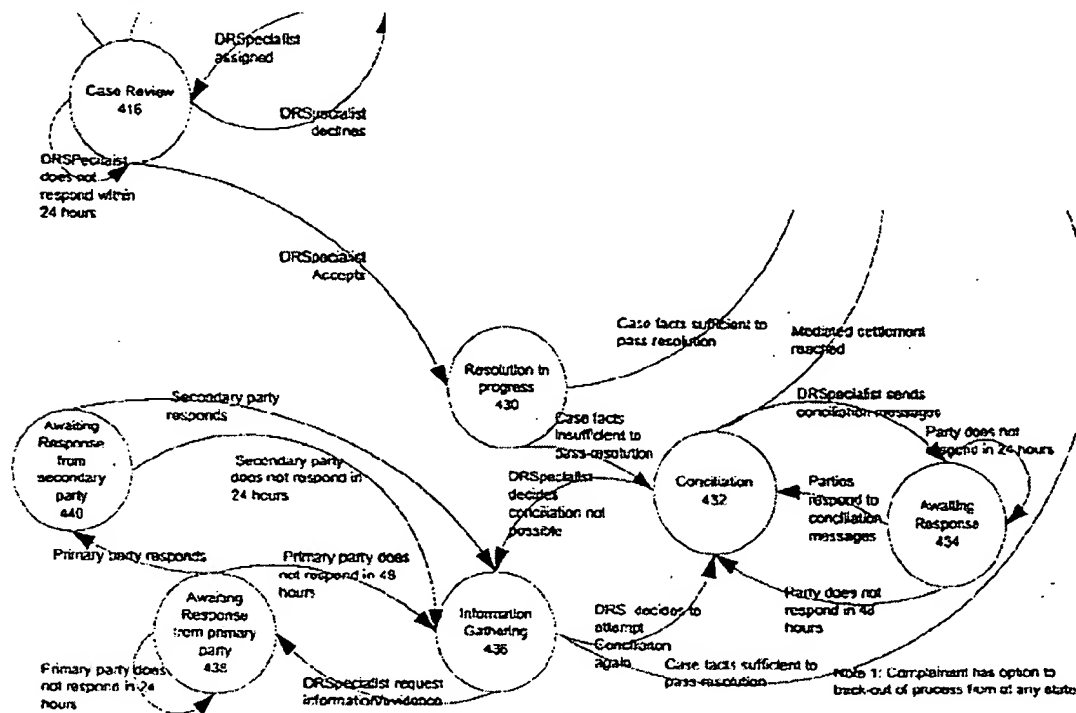 DRSpecialist
assigned
Case Review
416
DRSpecialist
declines
DRSPecialist
does not
respond within
24 hours
DRSpecialist
Accepts
Case facts sufficient to
pass resolution
Mediated settlement
reached
Resolution in
progress
430
Secondary party
responds
DRSpecialist sends
conciliation messages
Case facts
insufficient to
pass-resolution
Party does not
respond in 24 hours
Awaiting
Response
from
secondary
party
440
Secondary party
does not respond in
24 hours
DRSpecialist
decides
conciliation not
possible
Conciliation
432
Parties
respond to
conciliation
messages
Awaiting
Response
434
Primary party responds
Primary party does
not respond in 48
hours
Awaiting
Response
from primary
party
438
Information
Gathering
436
DRS decides to
attempt
Conciliation
again
Party does not
respond in 48
hours
Primary party does
not respond in 24
hours
DRSpecialist request
information/evidence
Case facts sufficient to
pass-resolution
Note 1: Complainant has option to
back-out of process from at any state